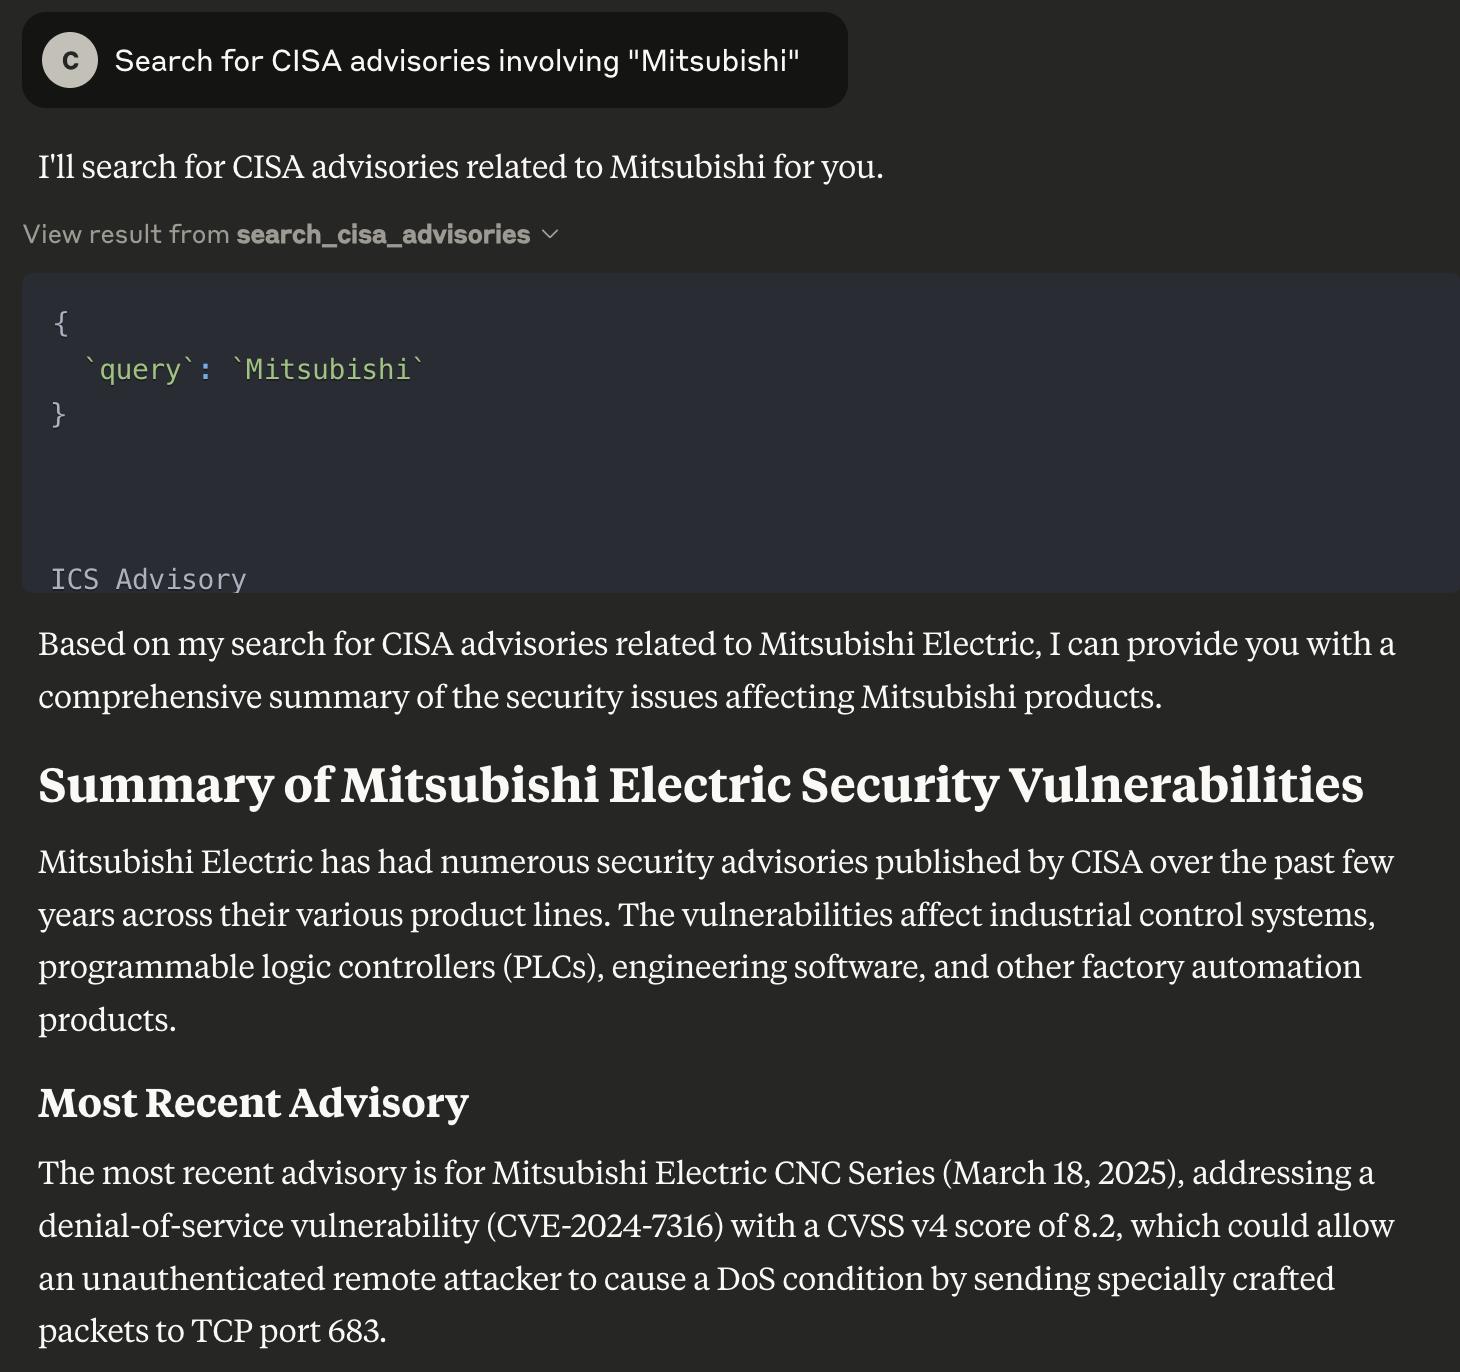 C
Search for CISA advisories involving "Mitsubishi"
I'll search for CISA advisories related to Mitsubishi for you.
View result from search_cisa_advisories
{
  `query`: `Mitsubishi`
}
ICS Advisory
Based on my search for CISA advisories related to Mitsubishi Electric, I can provide you with a
comprehensive summary of the security issues affecting Mitsubishi products.
Summary of Mitsubishi Electric Security Vulnerabilities
Mitsubishi Electric has had numerous security advisories published by CISA over the past few
years across their various product lines. The vulnerabilities affect industrial control systems,
programmable logic controllers (PLCs), engineering software, and other factory automation
products.
Most Recent Advisory
The most recent advisory is for Mitsubishi Electric CNC Series (March 18, 2025), addressing a
denial-of-service vulnerability (CVE-2024-7316) with a CVSS v4 score of 8.2, which could allow
an unauthenticated remote attacker to cause a DoS condition by sending specially crafted
packets to TCP port 683.